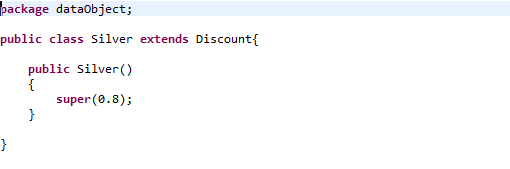 package dataObject;
public class Silver extends Discount{
public Silver()
{
super(0.8);
}
}